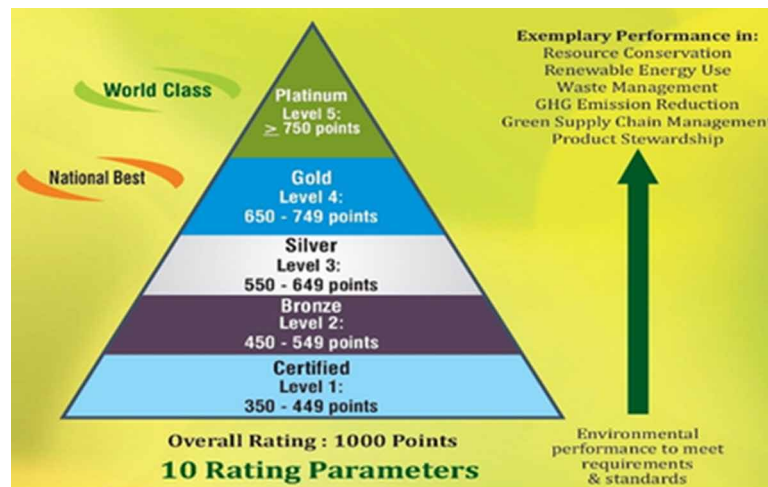 World Class
National Best
Platinum
Level 5:
≥ 750 points
Gold
Level 4:
650 - 749 points
Silver
Level 3:
550 - 649 points
Bronze
Level 2:
450 - 549 points
Certified
Level 1:
350 - 449 points
Overall Rating : 1000 Points
10 Rating Parameters
Exemplary Performance in:
Resource Conservation
Renewable Energy Use
Waste Management
GHG Emission Reduction
Green Supply Chain Management
Product Stewardship
Environmental
performance to meet
requirements
& standards